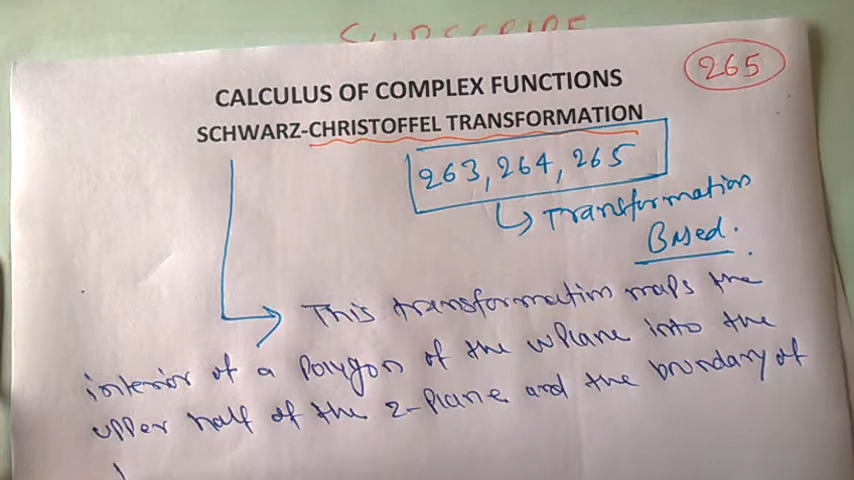 SUBSCRIBE
265
CALCULUS OF COMPLEX FUNCTIONS
SCHWARZ-CHRISTOFFEL TRANSFORMATION
263, 264, 265
Transformation
Based.
This transformation maps the
interior of a polygon of the w plane into the
upper half of the z-plane and the boundary of